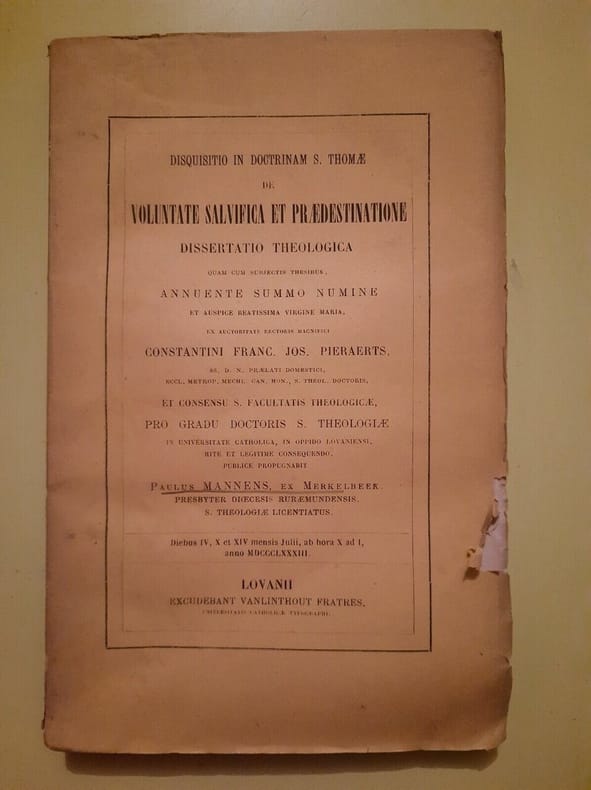 DISQUISITIO IN DOCTRINAM S. THOMÆ
DE
VOLUNTATE SALVIFICA ET PRÆDESTINATIONE
DISSERTATIO THEOLOGICA
QUAM CUM SUBJECTIS THESIBUS,
ANNUENTE SUMMO NUMINE
ET AUSPICE BEATISSIMA VIRGINE MARIA,
EX AUCTORITATE RECTORIS MAGNIFICI
CONSTANTINI FRANC. JOS. PIERAERTS,
SS. D. N. PRÆLATI DOMESTICI,
ECCL. METROP. MECHL. CAN. HON., S. THEOL. DOCTORIS,
ET CONSENSU S. FACULTATIS THEOLOGICÆ,
PRO GRADU DOCTORIS S. THEOLOGIÆ
IN UNIVERSITATE CATHOLICA, IN OPPIDO LOVANIENSI,
RITE ET LEGITIME CONSEQUENDO,
PUBLICE PROPUGNABIT
PAULUS MANNENS, EX MERKELBEEK
PRESBYTER DIŒCESIS RURÆMUNDENSIS,
S. THEOLOGIÆ LICENTIATUS.
Diebus IV, X et XIV mensis Julii, ab hora X ad I,
anno MDCCCLXXXIII.
LOVANII
EXCUDEBANT VANLINTHOUT FRATRES,
UNIVERSITATIS CATHOLICÆ TYPOGRAPHI.